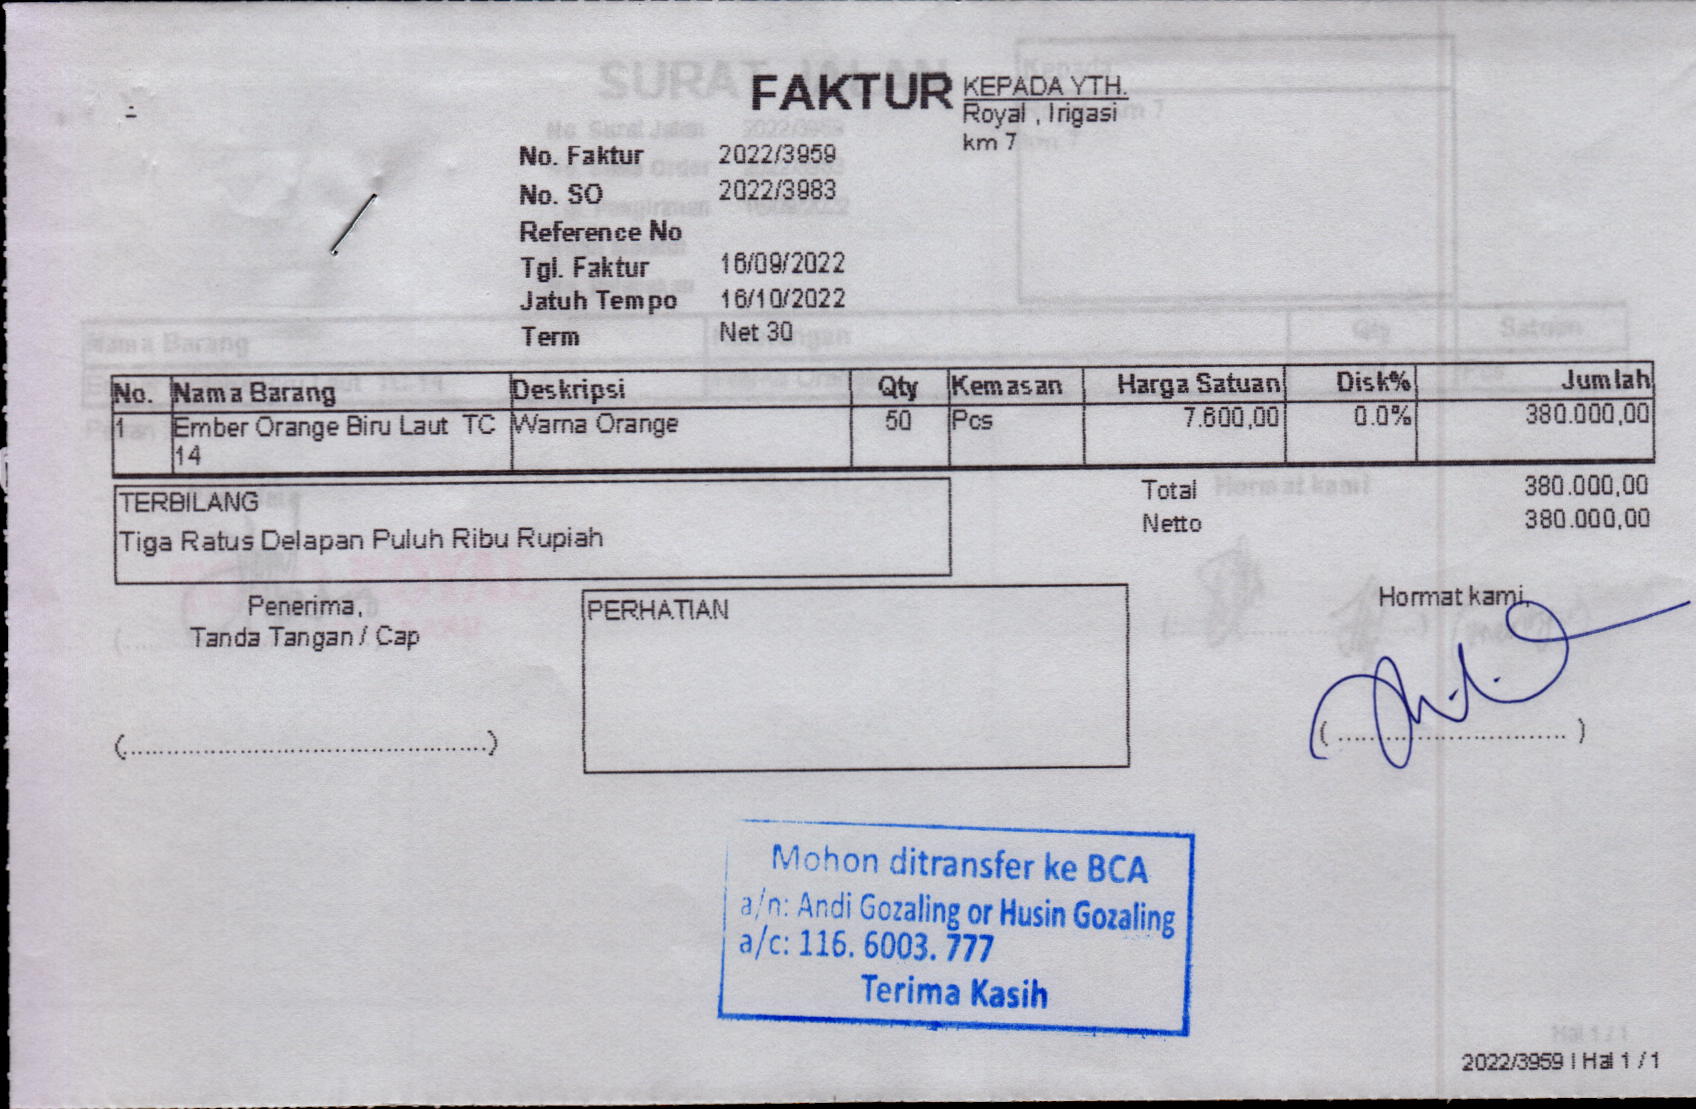 FAKTUR
KEPADA YTH.
Royal , Irigasi
km 7
No. Faktur 2022/3959
No. SO 2022/3983
Reference No
Tgl. Faktur 16/09/2022
Jatuh Tempo 16/10/2022
Term Net 30
No. Nama Barang Deskripsi Qty Kemasan Harga Satuan Disk% Jumlah
1 Ember Orange Biru Laut TC 14 Warna Orange 50 Pcs 7.600,00 0.0% 380.000,00
TERBILANG
Tiga Ratus Delapan Puluh Ribu Rupiah
Total 380.000,00
Netto 380.000,00
Penerima,
Tanda Tangan / Cap
(...............................................)
PERHATIAN
Hormat kami,
(.............................. )
Mohon ditransfer ke BCA
a/n: Andi Gozaling or Husin Gozaling
a/c: 116. 6003. 777
Terima Kasih
2022/3959 | Hal 1 / 1